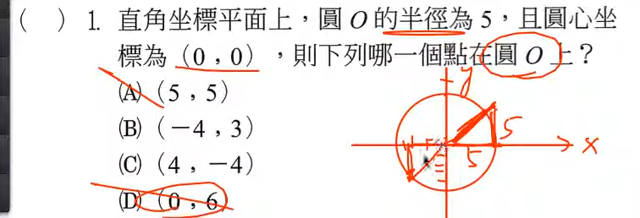 ( ) 1. 直角坐標平面上，圓 O 的半徑為 5，且圓心坐
標為 (0，0)，則下列哪一個點在圓 O 上？
(A) (5，5)
(B) (－4，3)
(C) (4，－4)
(D) (0，6)
y
5
5
x